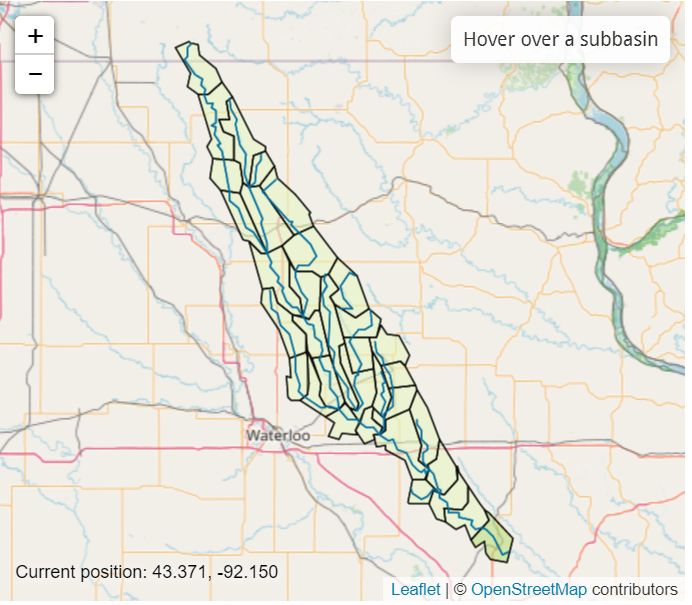 +
−
Hover over a subbasin
Waterloo
Current position: 43.371, -92.150
Leaflet | © OpenStreetMap contributors